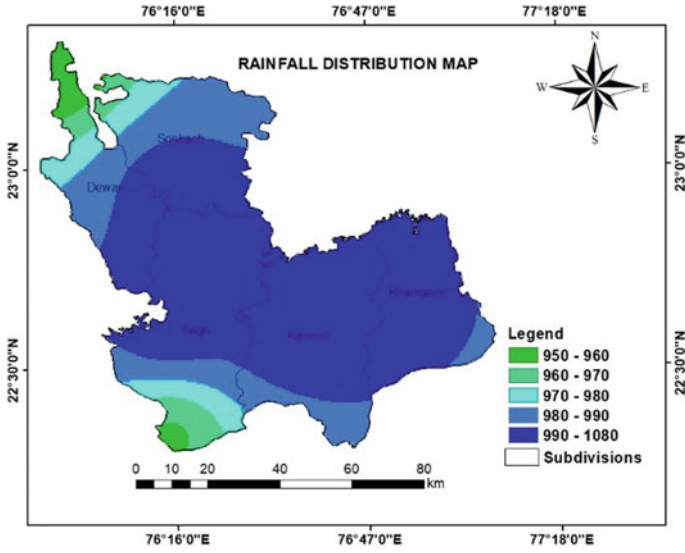 76°16'0"E 76°47'0"E 77°18'0"E
RAINFALL DISTRIBUTION MAP
N
W E
S
23°0'0"N 23°0'0"N
Sonkach
Dewas
Bagli Kannod Khategaon
22°30'0"N 22°30'0"N
Legend
950 - 960
960 - 970
970 - 980
980 - 990
990 - 1080
Subdivisions
0 10 20 40 60 80
km
76°16'0"E 76°47'0"E 77°18'0"E